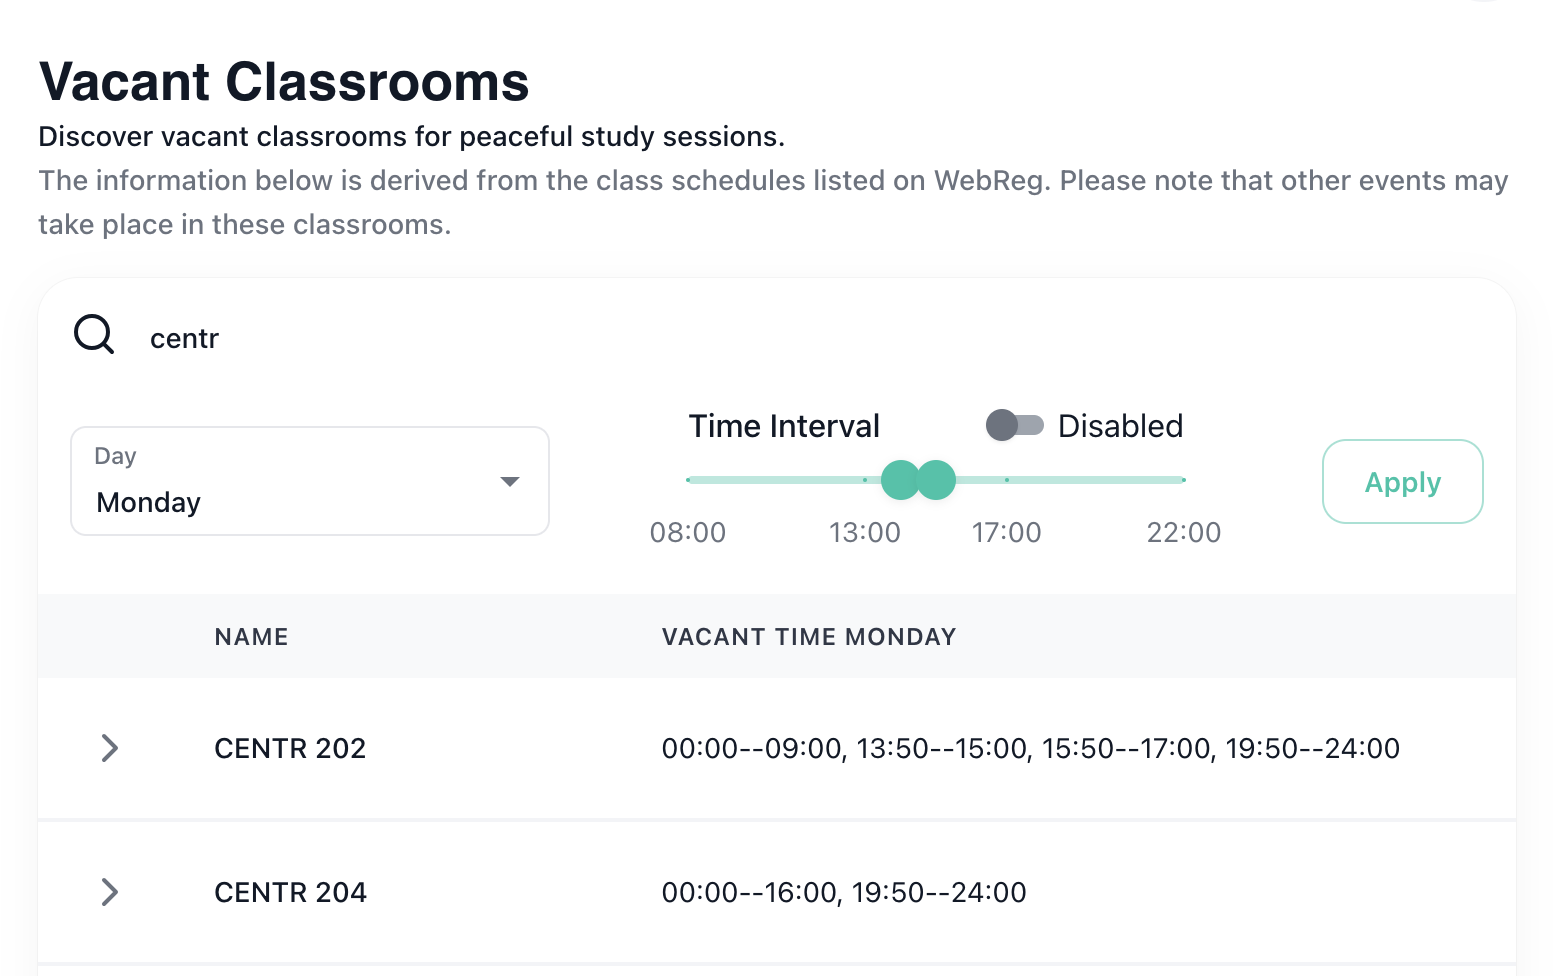 Vacant Classrooms
Discover vacant classrooms for peaceful study sessions.
The information below is derived from the class schedules listed on WebReg. Please note that other events may
take place in these classrooms.
centr
Day
Monday
Time Interval
Disabled
08:00
13:00
17:00
22:00
Apply
NAME
VACANT TIME MONDAY
CENTR 202
00:00--09:00, 13:50--15:00, 15:50--17:00, 19:50--24:00
CENTR 204
00:00--16:00, 19:50--24:00